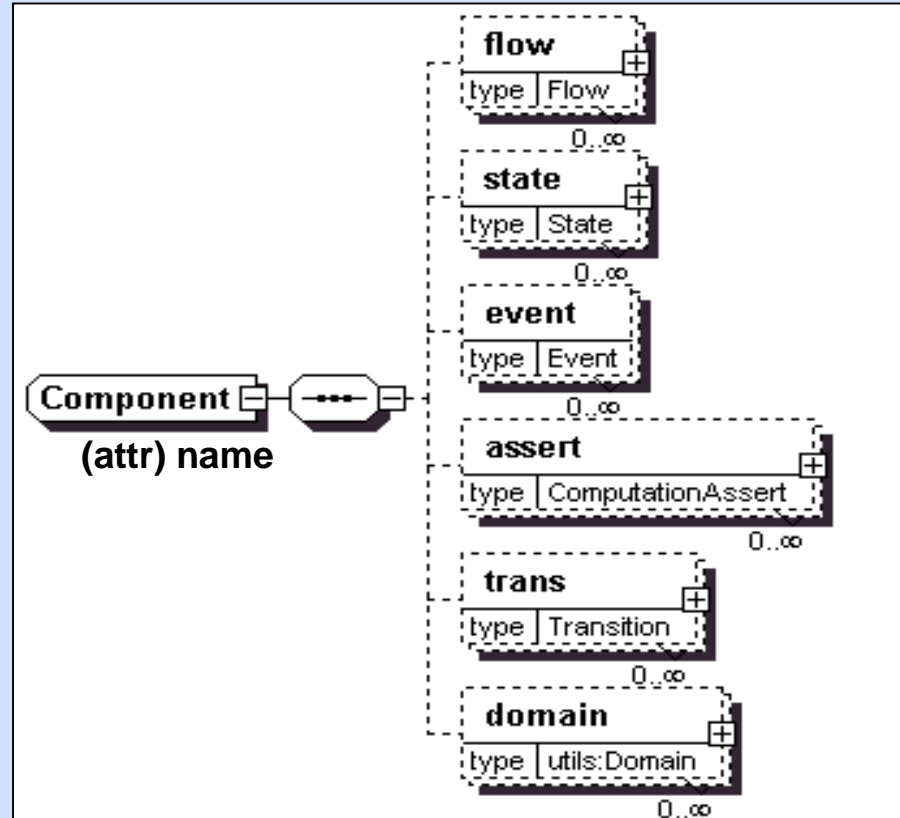 flow
type Flow
0..∞
state
type State
0..∞
event
type Event
0..∞
Component
(attr) name
assert
type ComputationAssert
0..∞
trans
type Transition
0..∞
domain
type utils:Domain
0..∞